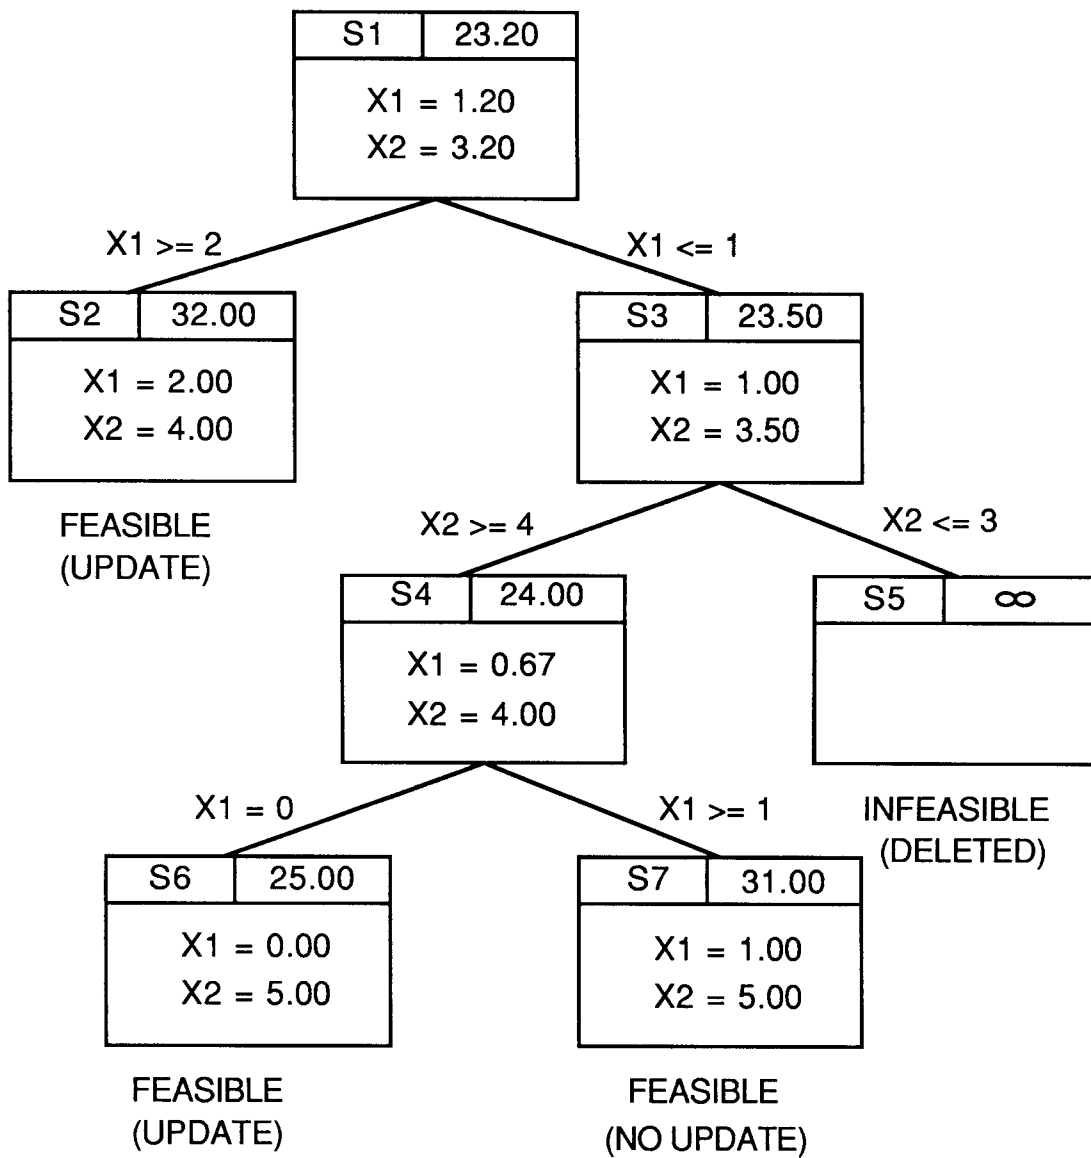 S1 23.20
X1 = 1.20
X2 = 3.20
X1 >= 2
X1 <= 1
S2 32.00
X1 = 2.00
X2 = 4.00
FEASIBLE
(UPDATE)
S3 23.50
X1 = 1.00
X2 = 3.50
X2 >= 4
X2 <= 3
S4 24.00
X1 = 0.67
X2 = 4.00
S5 ∞
INFEASIBLE
(DELETED)
X1 = 0
X1 >= 1
S6 25.00
X1 = 0.00
X2 = 5.00
FEASIBLE
(UPDATE)
S7 31.00
X1 = 1.00
X2 = 5.00
FEASIBLE
(NO UPDATE)